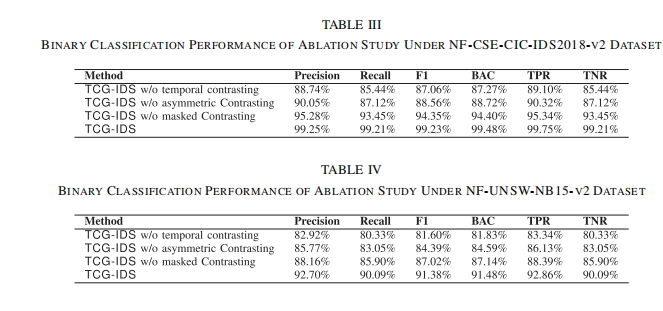 TABLE III
BINARY CLASSIFICATION PERFORMANCE OF ABLATION STUDY UNDER NF-CSE-CIC-IDS2018-V2 DATASET
Method Precision Recall F1 BAC TPR TNR
TCG-IDS w/o temporal contrasting 88.74% 85.44% 87.06% 87.27% 89.10% 85.44%
TCG-IDS w/o asymmetric Contrasting 90.05% 87.12% 88.56% 88.72% 90.32% 87.12%
TCG-IDS w/o masked Contrasting 95.28% 93.45% 94.35% 94.40% 95.34% 93.45%
TCG-IDS 99.25% 99.21% 99.23% 99.48% 99.75% 99.21%
TABLE IV
BINARY CLASSIFICATION PERFORMANCE OF ABLATION STUDY UNDER NF-UNSW-NB15-V2 DATASET
Method Precision Recall F1 BAC TPR TNR
TCG-IDS w/o temporal contrasting 82.92% 80.33% 81.60% 81.83% 83.34% 80.33%
TCG-IDS w/o asymmetric Contrasting 85.77% 83.05% 84.39% 84.59% 86.13% 83.05%
TCG-IDS w/o masked Contrasting 88.16% 85.90% 87.02% 87.14% 88.39% 85.90%
TCG-IDS 92.70% 90.09% 91.38% 91.48% 92.86% 90.09%